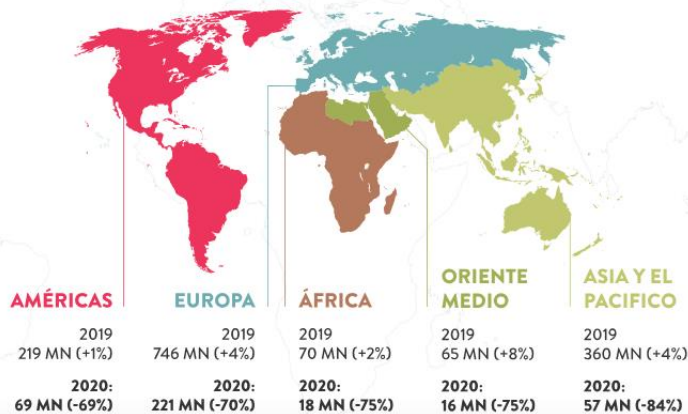 AMÉRICAS
2019
219 MN (+1%)
2020:
69 MN (-69%)
EUROPA
2019
746 MN (+4%)
2020:
221 MN (-70%)
ÁFRICA
2019
70 MN (+2%)
2020:
18 MN (-75%)
ORIENTE
MEDIO
2019
65 MN (+8%)
2020:
16 MN (-75%)
ASIA Y EL
PACIFICO
2019
360 MN (+4%)
2020:
57 MN (-84%)